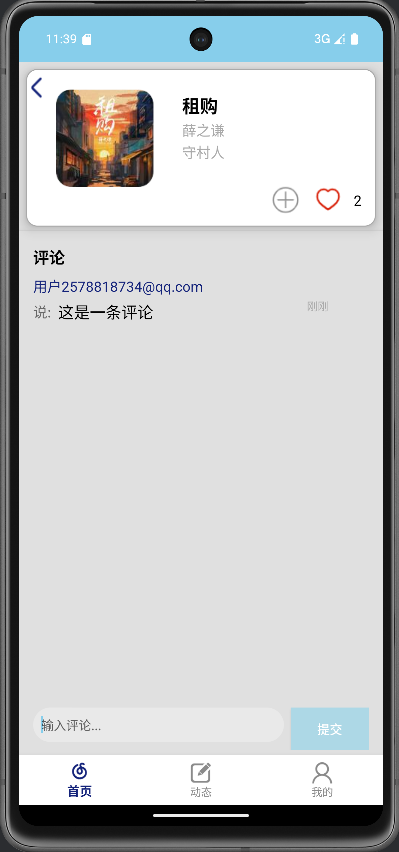 11:39
3G
租购
租购
薛之谦
守村人
2
评论
用户2578818734@qq.com
说: 这是一条评论
刚刚
输入评论...
提交
首页
动态
我的